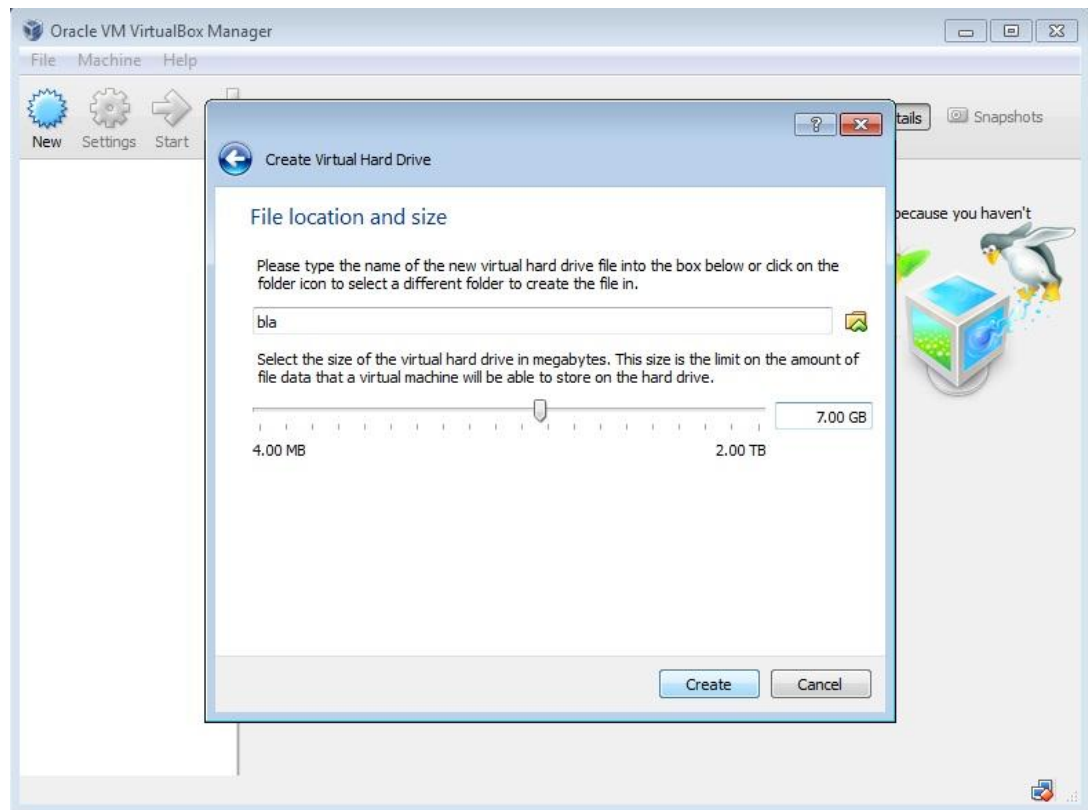 Oracle VM VirtualBox Manager
File Machine Help
New Settings Start
tails Snapshots
because you haven't
Create Virtual Hard Drive
File location and size
Please type the name of the new virtual hard drive file into the box below or click on the
folder icon to select a different folder to create the file in.
bla
Select the size of the virtual hard drive in megabytes. This size is the limit on the amount of
file data that a virtual machine will be able to store on the hard drive.
7.00 GB
4.00 MB 2.00 TB
Create Cancel